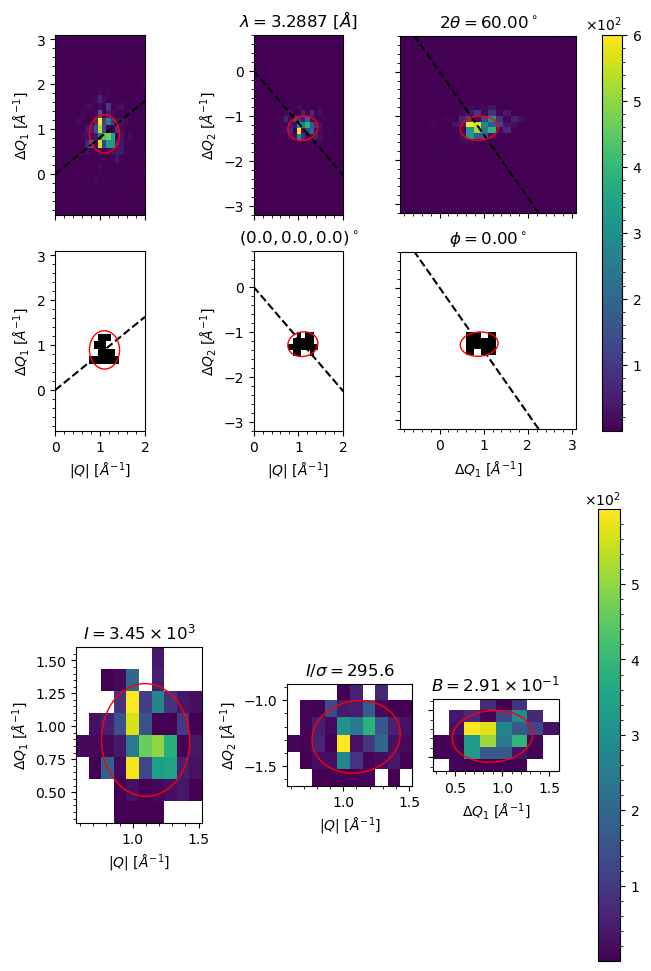 λ = 3.2887 [Å]
2θ = 60.00°
×10²
3
2
1
0
ΔQ₁ [Å⁻¹]
0
−1
−2
−3
ΔQ₂ [Å⁻¹]
6
5
4
3
2
1
(0.0, 0.0, 0.0)°
ϕ = 0.00°
3
2
1
0
ΔQ₁ [Å⁻¹]
0
1
2
|Q| [Å⁻¹]
0
−1
−2
−3
ΔQ₂ [Å⁻¹]
0
1
2
|Q| [Å⁻¹]
0
1
2
3
ΔQ₁ [Å⁻¹]
×10²
5
4
3
2
1
I = 3.45 × 10³
1.50
1.25
1.00
0.75
0.50
ΔQ₁ [Å⁻¹]
1.0
1.5
|Q| [Å⁻¹]
I/σ = 295.6
−1.0
−1.5
ΔQ₂ [Å⁻¹]
1.0
1.5
|Q| [Å⁻¹]
B = 2.91 × 10⁻¹
0.5
1.0
1.5
ΔQ₁ [Å⁻¹]